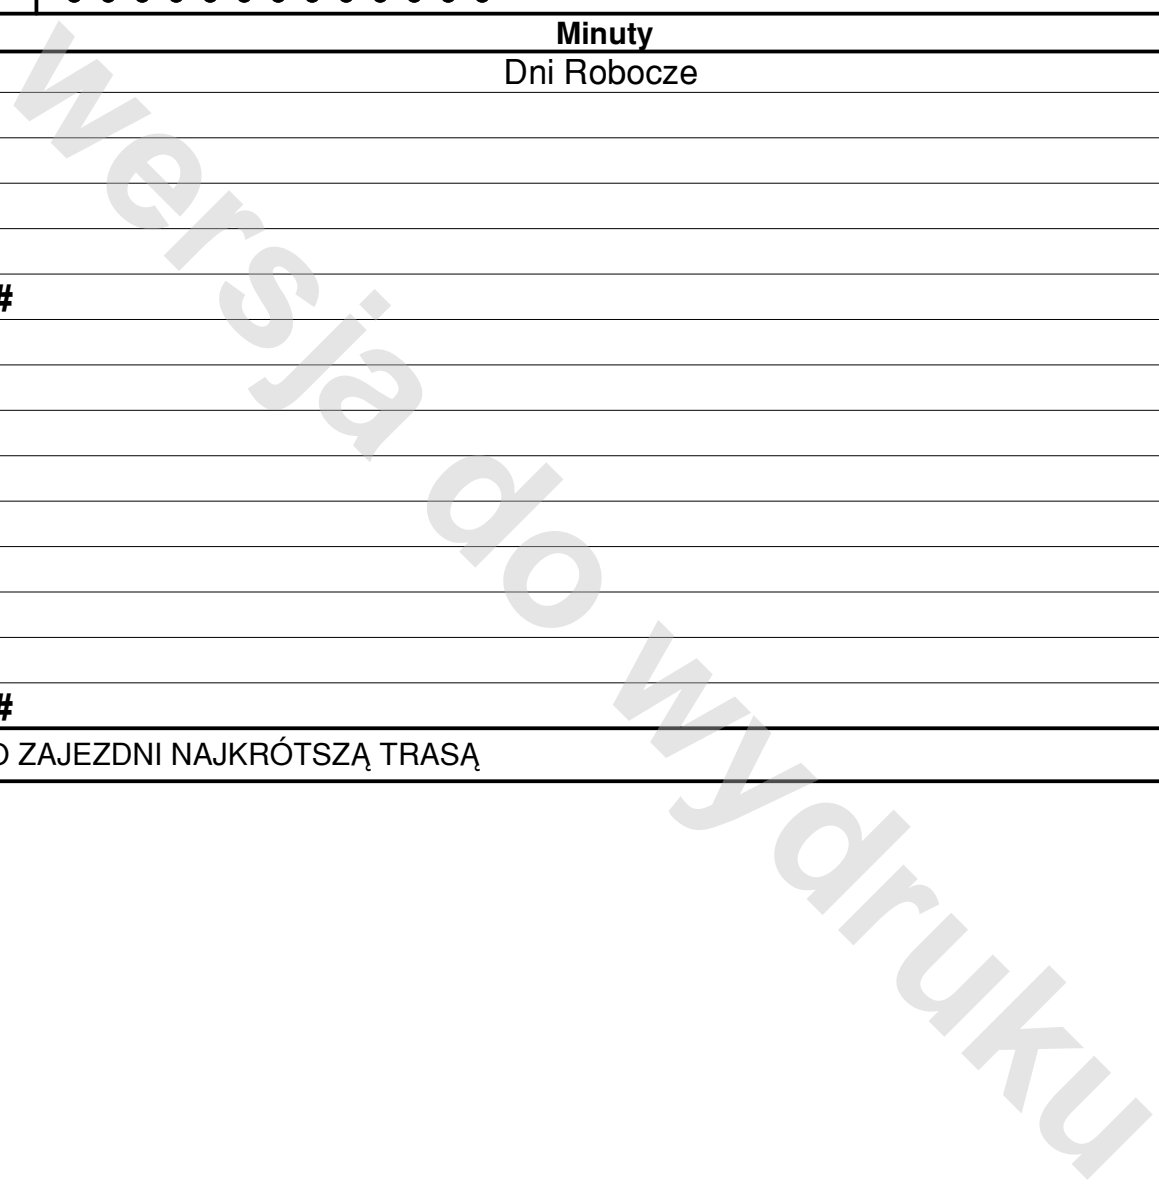 Minuty
Dni Robocze
#
#
ZAJEZDNI NAJKRÓTSZĄ TRASĄ
wersja do wydruku